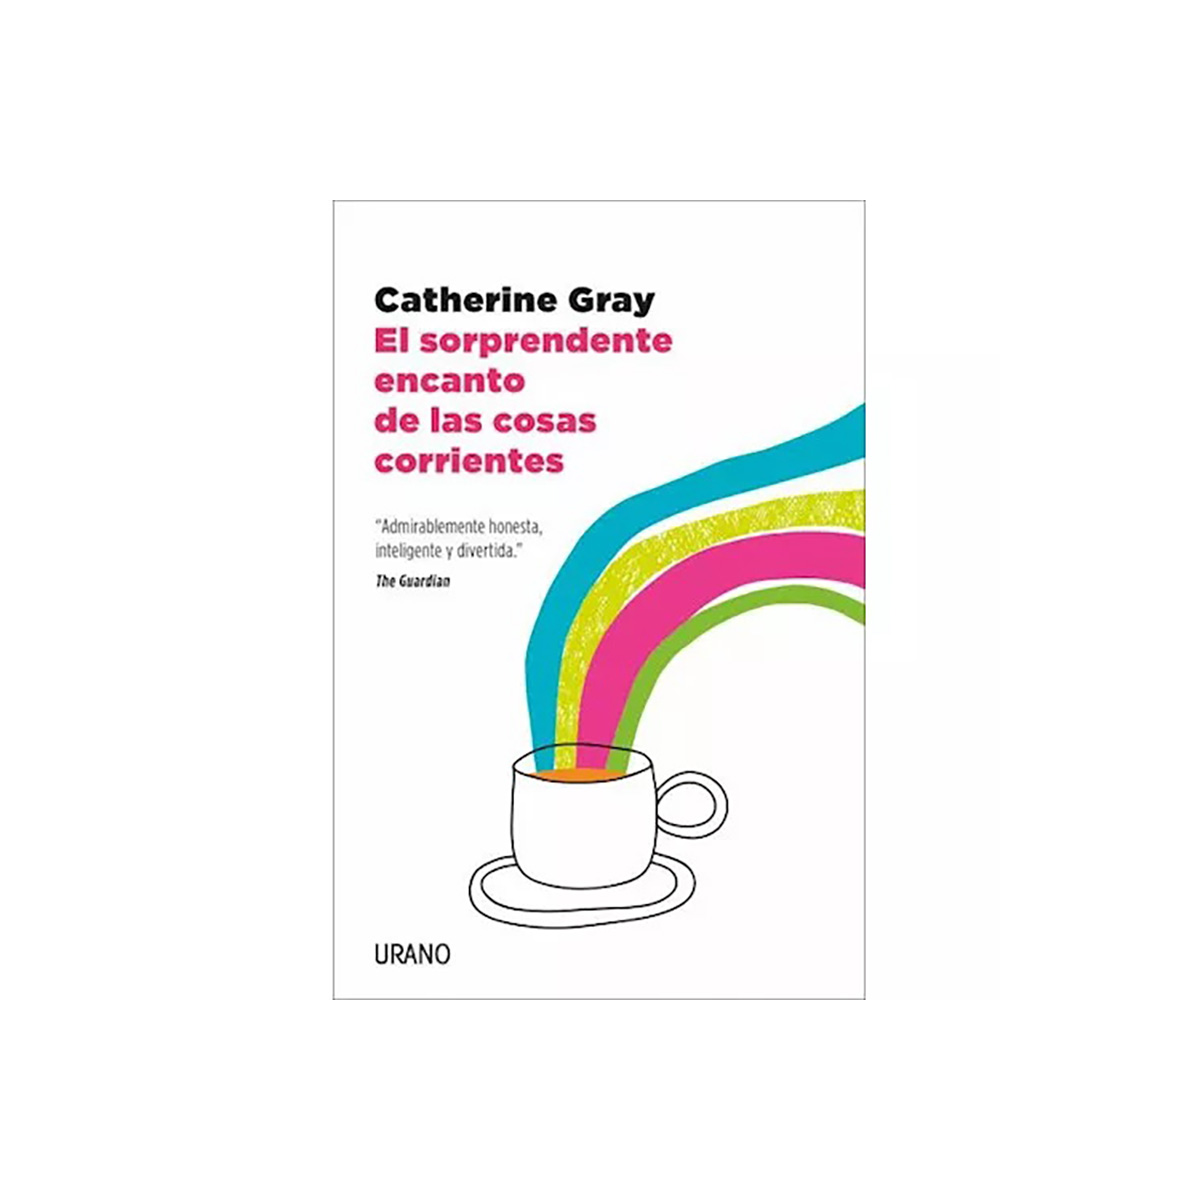 Catherine Gray
El sorprendente
encanto
de las cosas
corrientes
“Admirablemente honesta,
inteligente y divertida.”
The Guardian
URANO